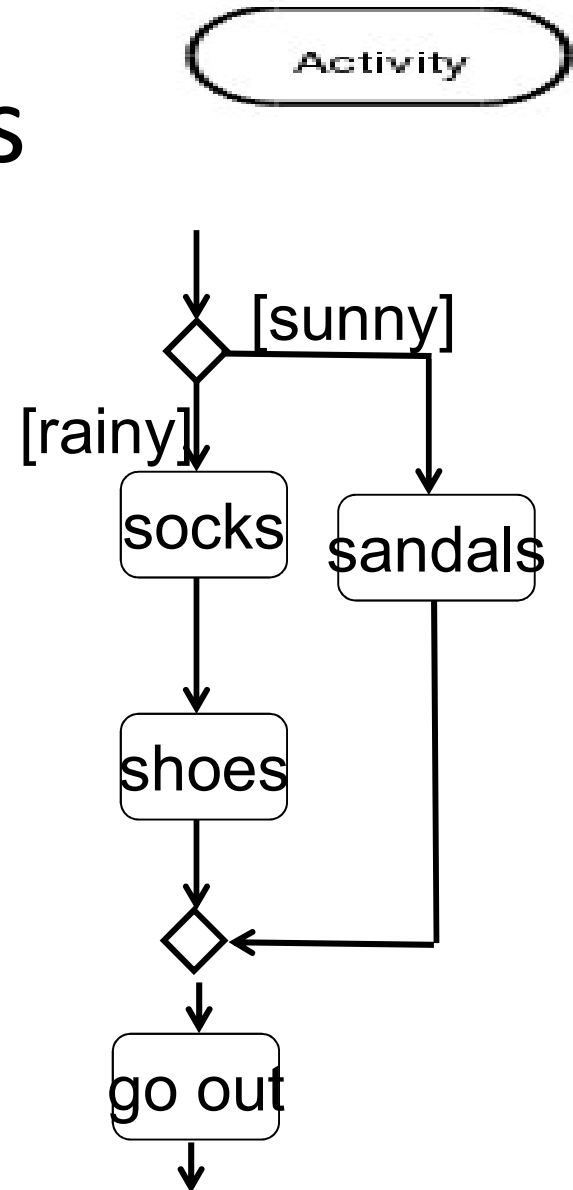 Activity
s
[sunny]
[rainy]
socks
sandals
shoes
go out